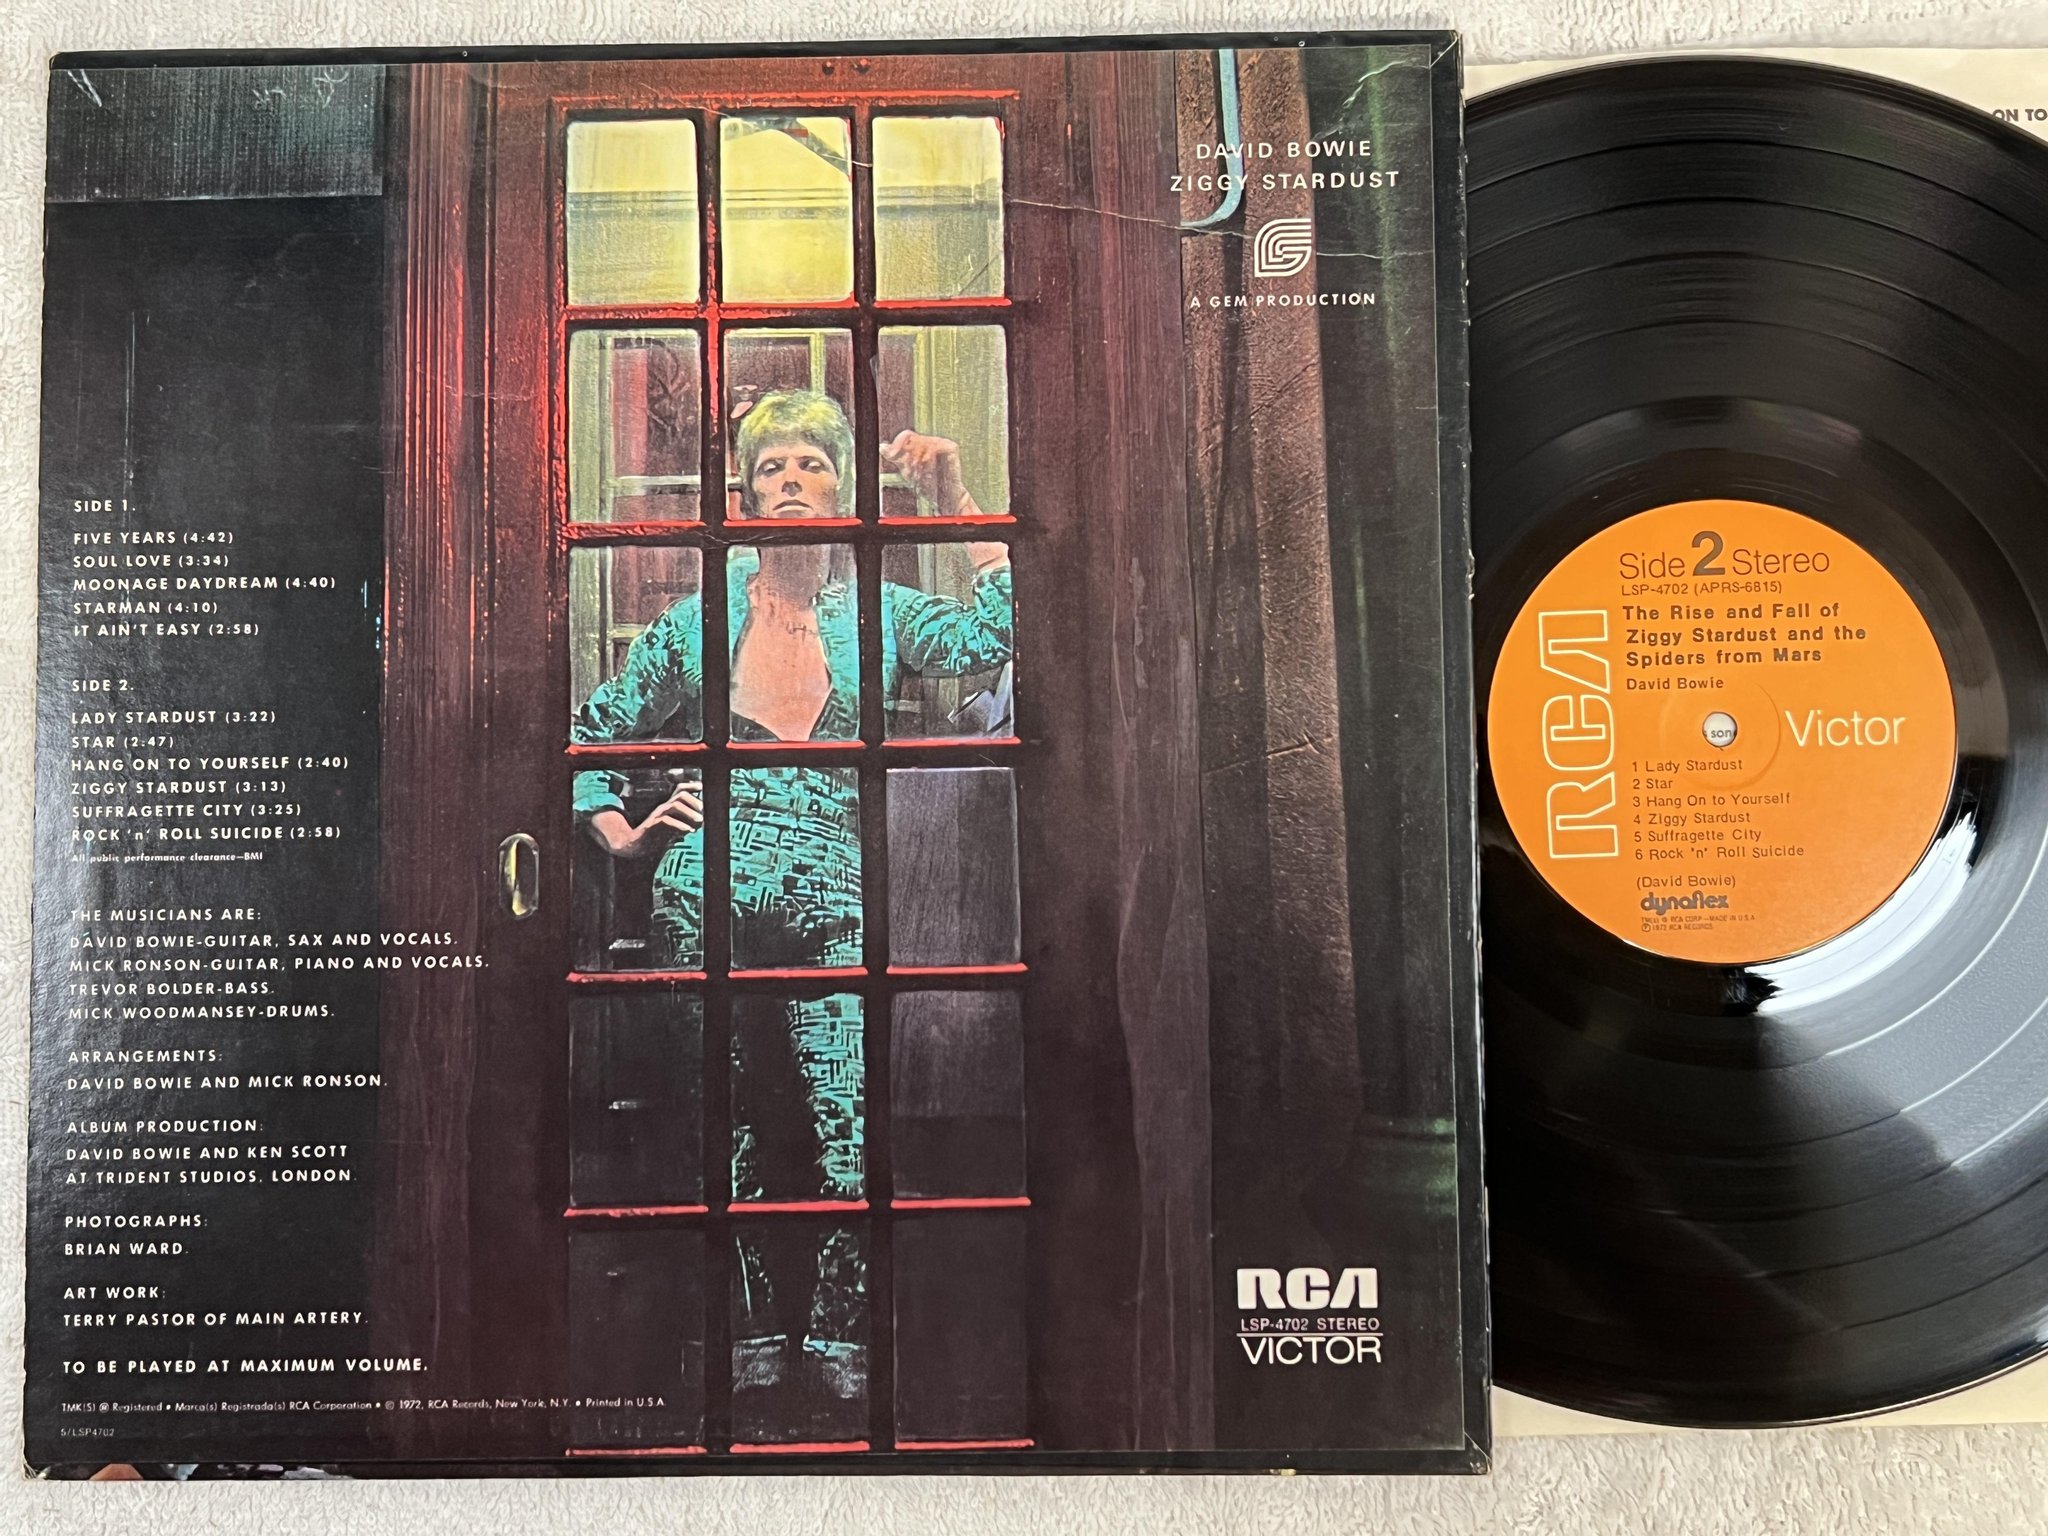 DAVID BOWIE
ZIGGY STARDUST
A GEM PRODUCTION
SIDE 1.
FIVE YEARS (4:42)
SOUL LOVE (3:34)
MOONAGE DAYDREAM (4:40)
STARMAN (4:10)
IT AIN'T EASY (2:58)
SIDE 2.
LADY STARDUST (3:22)
STAR (2:47)
HANG ON TO YOURSELF (2:40)
ZIGGY STARDUST (3:13)
SUFFRAGETTE CITY (3:25)
ROCK 'n' ROLL SUICIDE (2:58)
All public performance clearance—BMI
THE MUSICIANS ARE:
DAVID BOWIE-GUITAR, SAX AND VOCALS.
MICK RONSON-GUITAR, PIANO AND VOCALS.
TREVOR BOLDER-BASS.
MICK WOODMANSEY-DRUMS.
ARRANGEMENTS:
DAVID BOWIE AND MICK RONSON.
ALBUM PRODUCTION:
DAVID BOWIE AND KEN SCOTT
AT TRIDENT STUDIOS, LONDON.
PHOTOGRAPHS:
BRIAN WARD.
ART WORK:
TERRY PASTOR OF MAIN ARTERY.
TO BE PLAYED AT MAXIMUM VOLUME.
TMK(S) ® Registered • Marca(s) Registrada(s) RCA Corporation • © 1972, RCA Records, New York, N.Y. • Printed in U.S.A.
5/LSP4702
RCA
LSP-4702 STEREO
VICTOR
ON TO
Side 2 Stereo
LSP-4702 (APRS-6815)
The Rise and Fall of
Ziggy Stardust and the
Spiders from Mars
David Bowie
RCA
Victor
son
1 Lady Stardust
2 Star
3 Hang On to Yourself
4 Ziggy Stardust
5 Suffragette City
6 Rock 'n' Roll Suicide
(David Bowie)
dynaflex
TMK(s) ® RCA CORP.—MADE IN U.S.A.
℗ 1972 RCA RECORDS